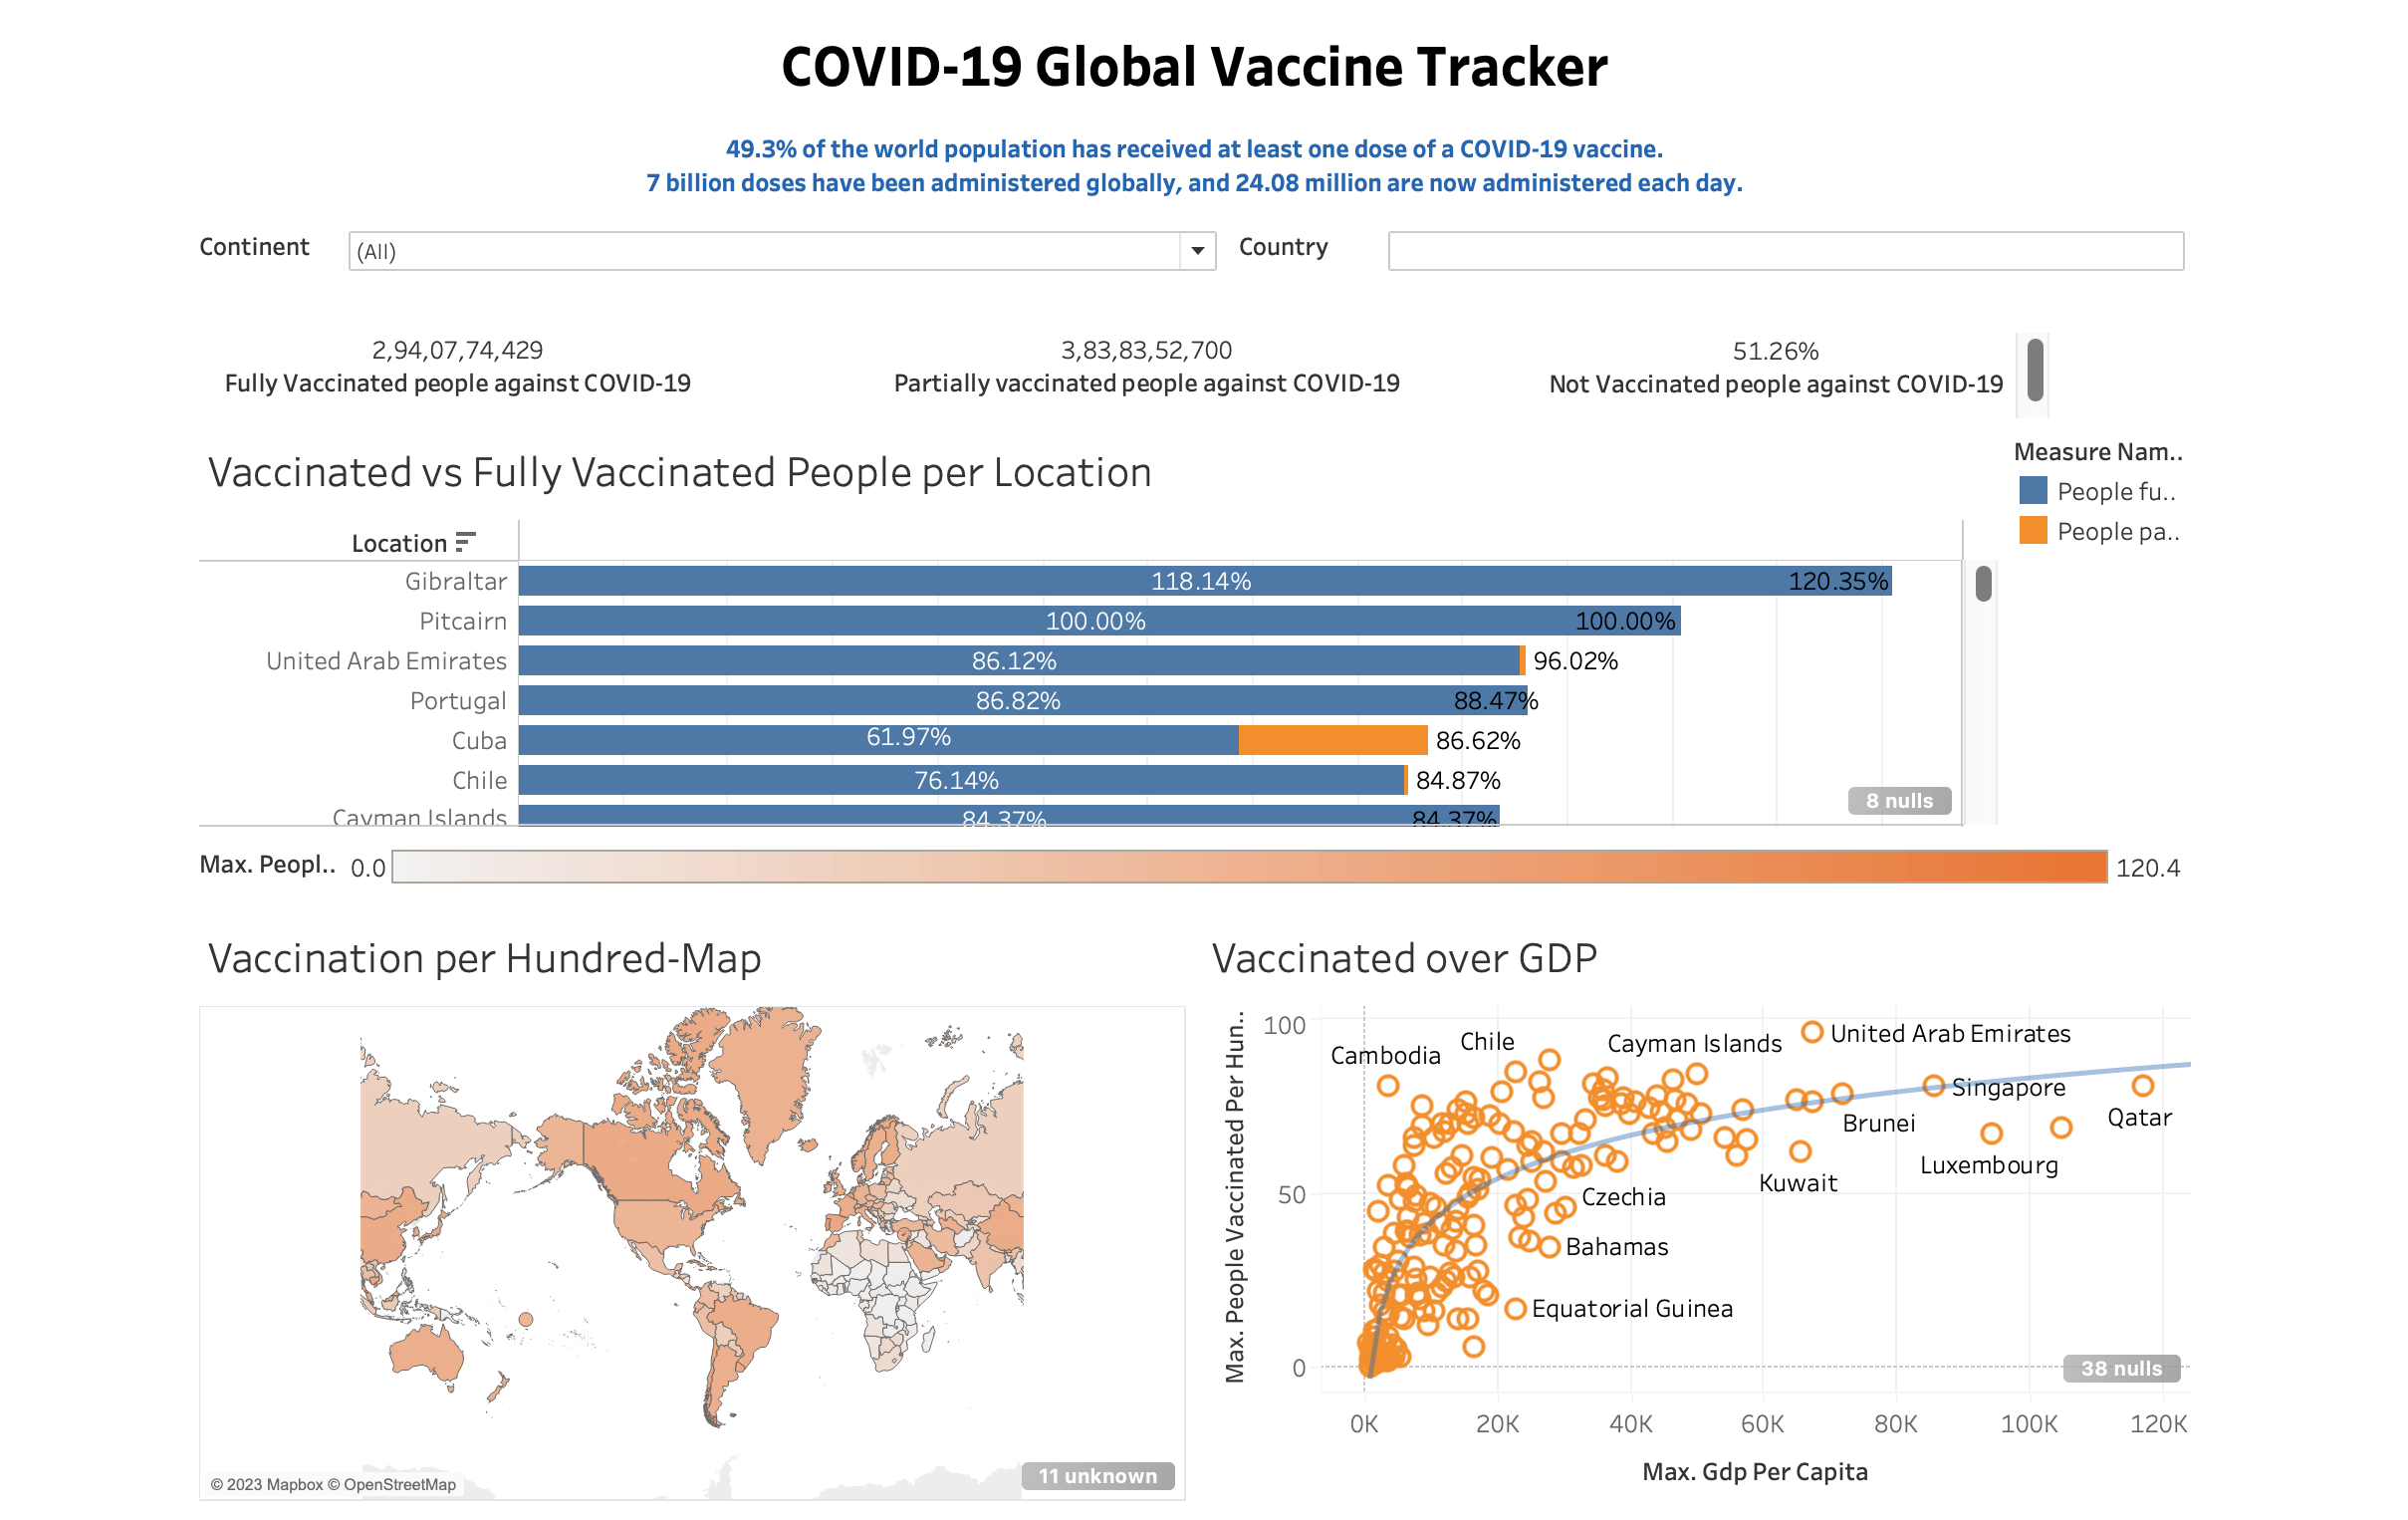 COVID-19 Global Vaccine Tracker
49.3% of the world population has received at least one dose of a COVID-19 vaccine.
7 billion doses have been administered globally, and 24.08 million are now administered each day.
Continent
(All)
Country
2,94,07,74,429
Fully Vaccinated people against COVID-19
3,83,83,52,700
Partially vaccinated people against COVID-19
51.26%
Not Vaccinated people against COVID-19
Vaccinated vs Fully Vaccinated People per Location
Measure Nam..
People fu..
People pa..
Location
Gibraltar 118.14% 120.35%
Pitcairn 100.00% 100.00%
United Arab Emirates 86.12% 96.02%
Portugal 86.82% 88.47%
Cuba 61.97% 86.62%
Chile 76.14% 84.87%
Cayman Islands 84.37% 84.37%
8 nulls
Max. Peopl.. 0.0 120.4
Vaccination per Hundred-Map
© 2023 Mapbox © OpenStreetMap
11 unknown
Vaccinated over GDP
Max. People Vaccinated Per Hun..
100
50
0
Cambodia
Chile
Cayman Islands
United Arab Emirates
Singapore
Qatar
Brunei
Luxembourg
Kuwait
Czechia
Bahamas
Equatorial Guinea
38 nulls
0K 20K 40K 60K 80K 100K 120K
Max. Gdp Per Capita